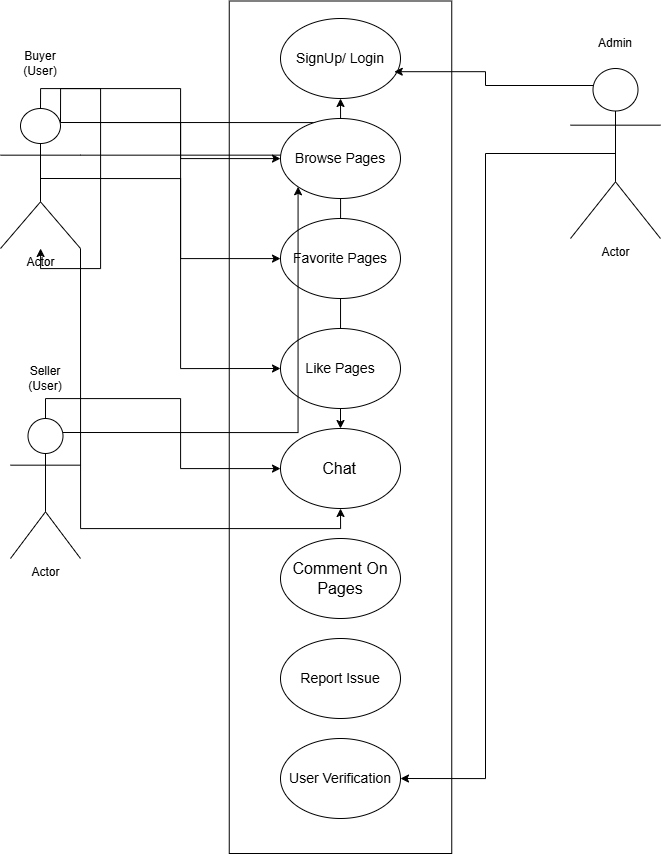 Buyer
(User)
SignUp/ Login
Admin
Browse Pages
Actor
Favorite Pages
Actor
Seller
(User)
Like Pages
Chat
Actor
Comment On
Pages
Report Issue
User Verification